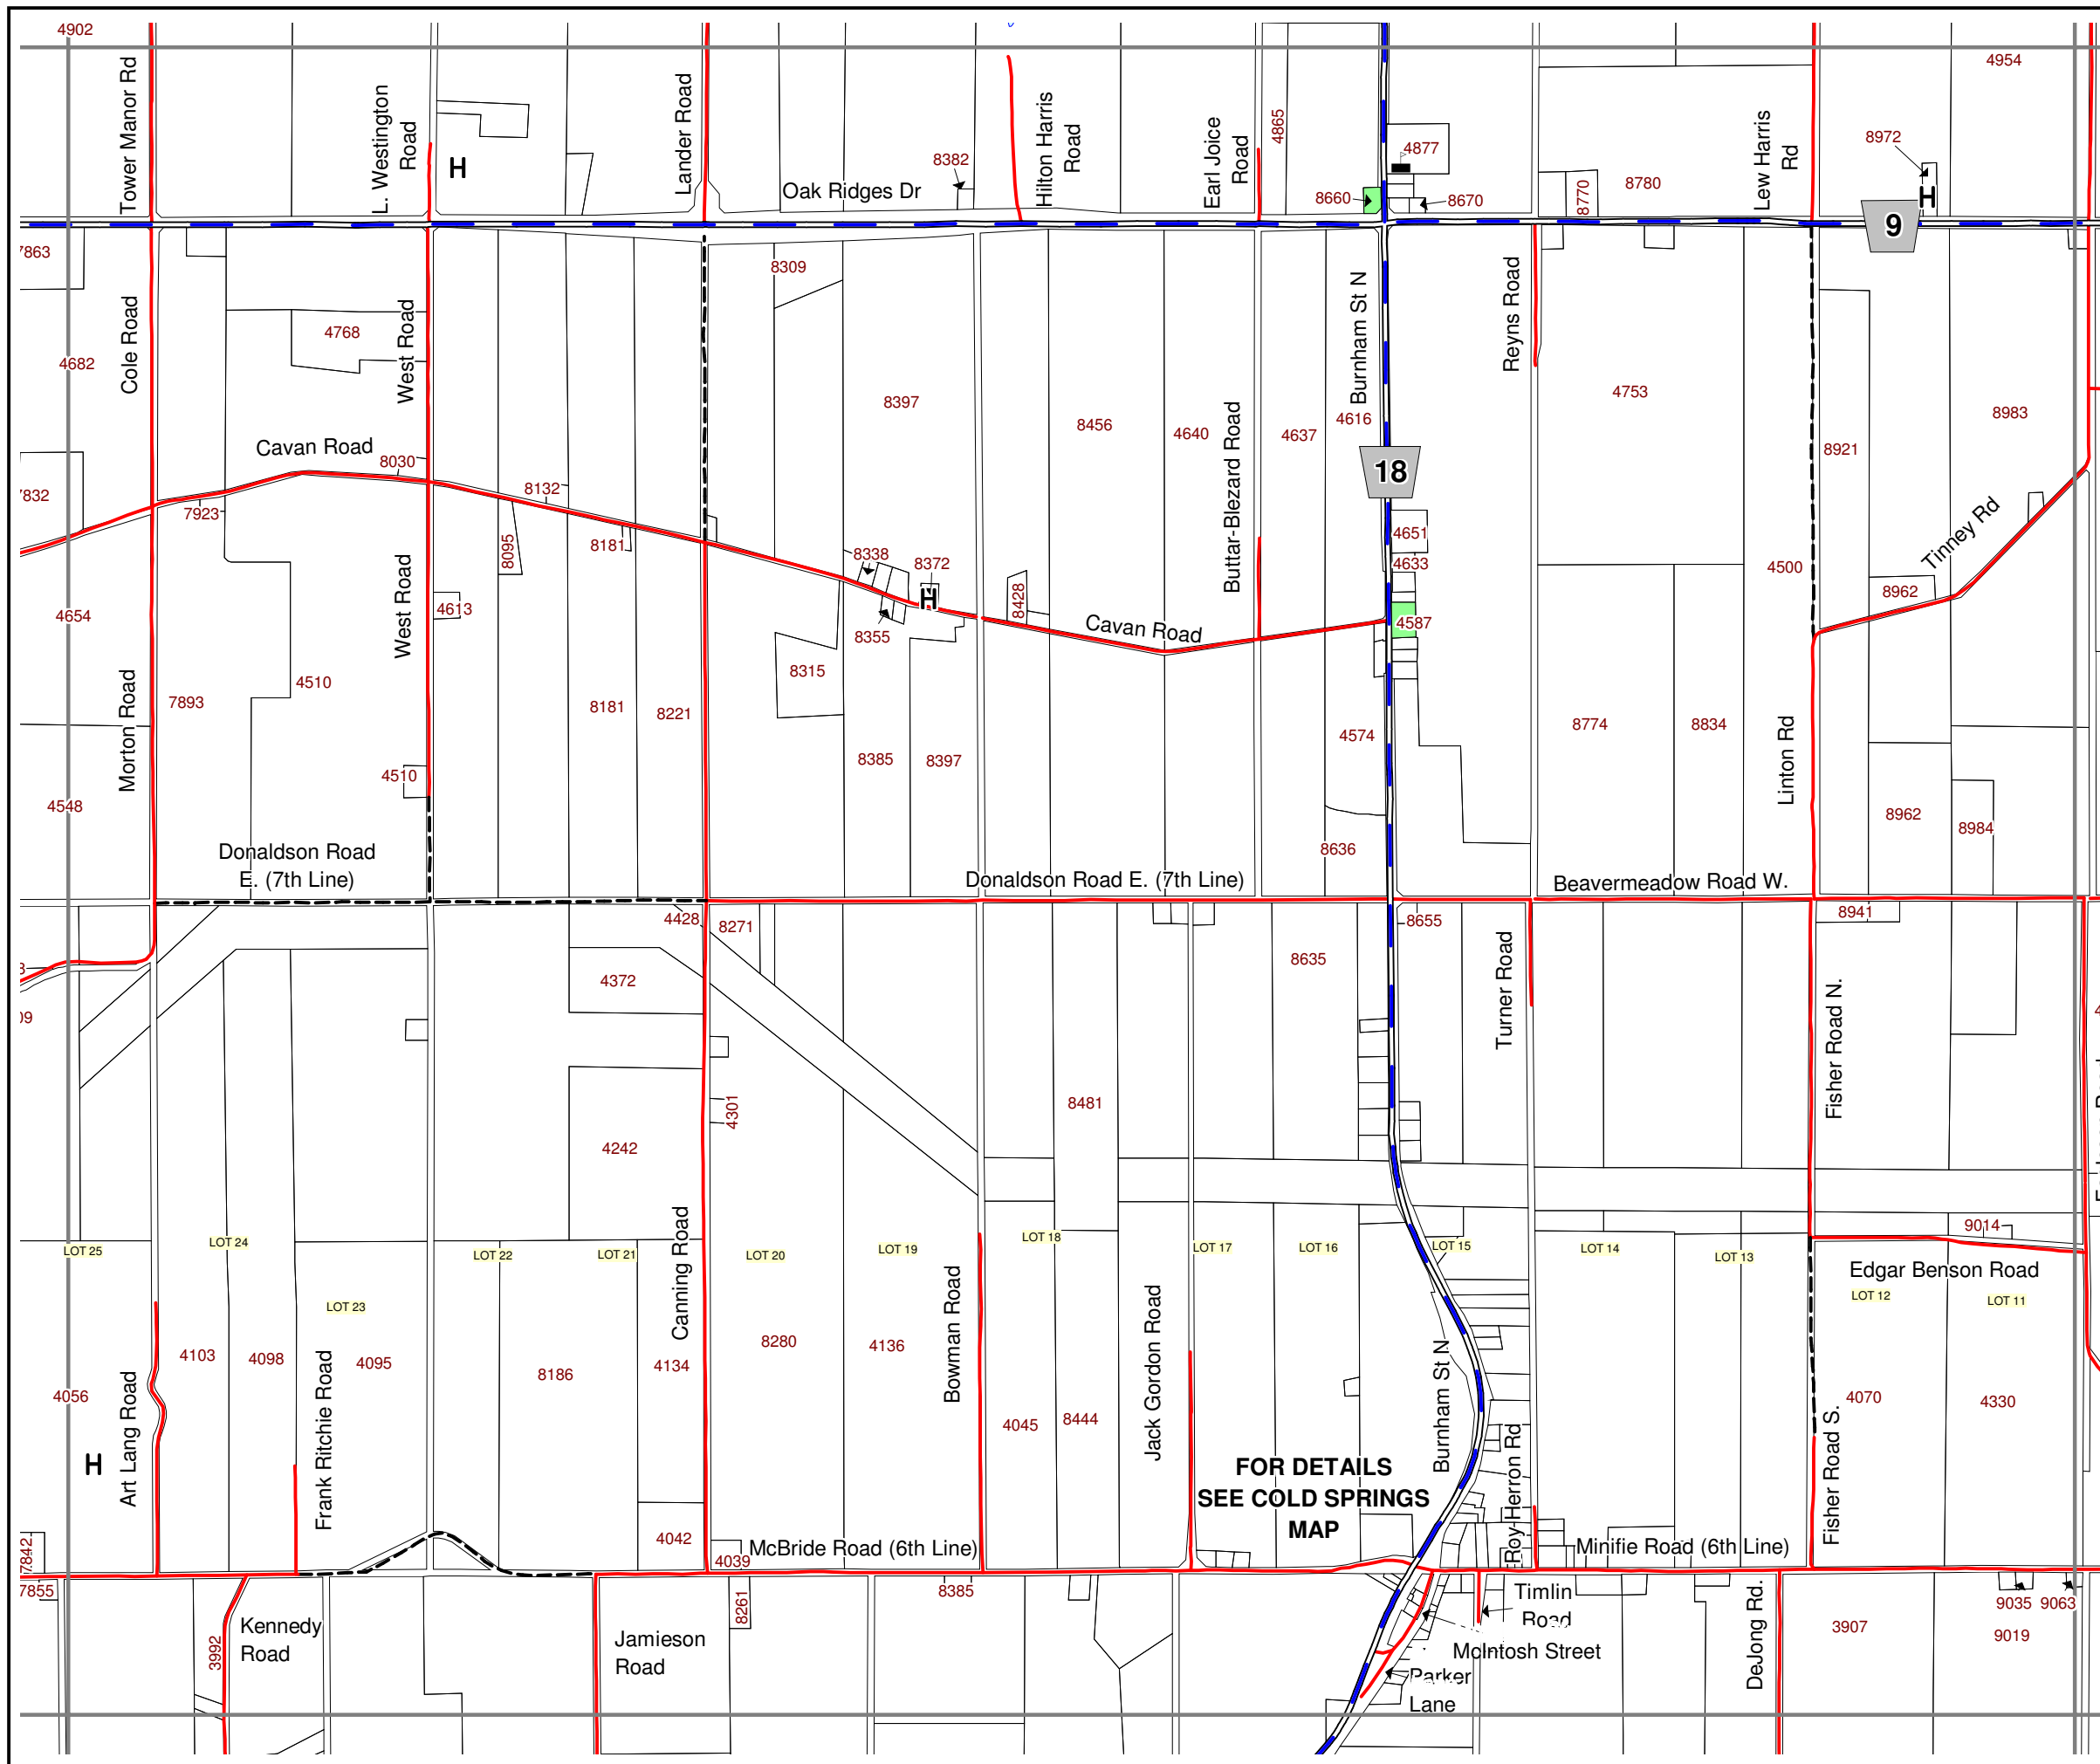 4902
4954
Tower Manor Rd
L. Westington
Road
H
Lander Road
8382
Oak Ridges Dr
Hilton Harris
Road
Earl Joice
Road
4865
4877
8660
8670
8770
8780
Lew Harris
Rd
8972
H
9
7863
8309
Cole Road
4768
West Road
4682
Burnham St N
Reyns Road
4753
8983
8397
8456
4640
Buttar-Blezard Road
4637
4616
8921
Cavan Road
8030
18
7832
8132
7923
8095
8181
4651
4633
4500
Tinney Rd
8338
8372
H
8428
8962
4654
West Road
4613
8355
Cavan Road
4587
8315
Morton Road
7893
4510
8181
8221
4574
8774
8834
Linton Rd
8385
8397
4510
4548
8962
8984
8636
Donaldson Road
E. (7th Line)
Donaldson Road E. (7th Line)
Beavermeadow Road W.
4428
8271
8655
8941
8635
Turner Road
4372
Fisher Road N.
4301
8481
4242
9014
LOT 25
LOT 24
LOT 22
LOT 21
Canning Road
LOT 20
LOT 19
LOT 18
LOT 17
LOT 16
LOT 15
LOT 14
LOT 13
Edgar Benson Road
LOT 12
LOT 11
LOT 23
4103
4098
4095
8186
4134
8280
4136
Bowman Road
Jack Gordon Road
Burnham St N
4056
Art Lang Road
Frank Ritchie Road
4045
8444
4070
4330
H
FOR DETAILS
SEE COLD SPRINGS
MAP
Roy-Herron Rd
Fisher Road S.
4042
4039
McBride Road (6th Line)
Minifie Road (6th Line)
7842
7855
8261
8385
Timlin
Road
9035
9063
3992
Kennedy
Road
Jamieson
Road
McIntosh Street
Parker
Lane
DeJong Rd.
3907
9019